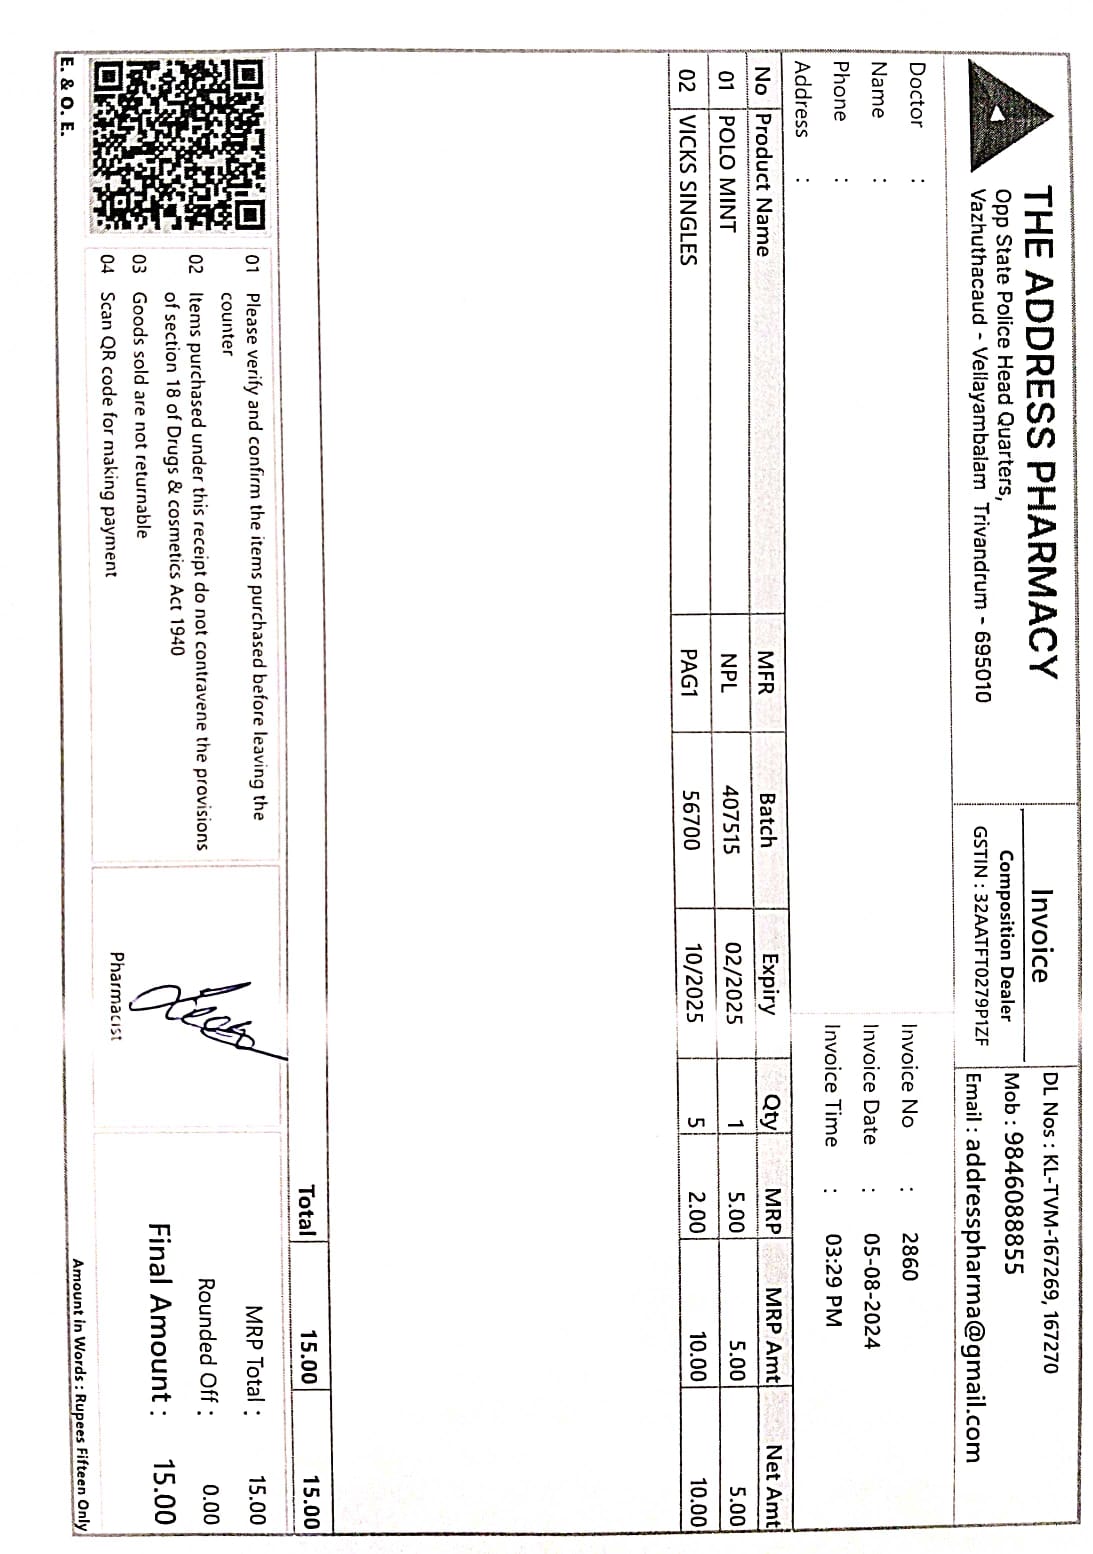 THE ADDRESS PHARMACY
Opp State Police Head Quarters,
Vazhuthacaud - Vellayambalam Trivandrum - 695010
Invoice
Composition Dealer
GSTIN : 32AATFT0279P1ZF
DL Nos : KL-TVM-167269, 167270
Mob : 9846088855
Email : addresspharma@gmail.com
Doctor :
Name :
Phone :
Address :
Invoice No : 2860
Invoice Date : 05-08-2024
Invoice Time : 03:29 PM
No Product Name MFR Batch Expiry Qty MRP MRP Amt Net Amt
01 POLO MINT NPL 407515 02/2025 1 5.00 5.00 5.00
02 VICKS SINGLES PAG1 56700 10/2025 5 2.00 10.00 10.00
Total 15.00 15.00
01 Please verify and confirm the items purchased before leaving the
counter
02 Items purchased under this receipt do not contravene the provisions
of section 18 of Drugs & cosmetics Act 1940
03 Goods sold are not returnable
04 Scan QR code for making payment
Pharmacist
MRP Total : 15.00
Rounded Off : 0.00
Final Amount : 15.00
E. & O. E.
Amount in Words : Rupees Fifteen Only